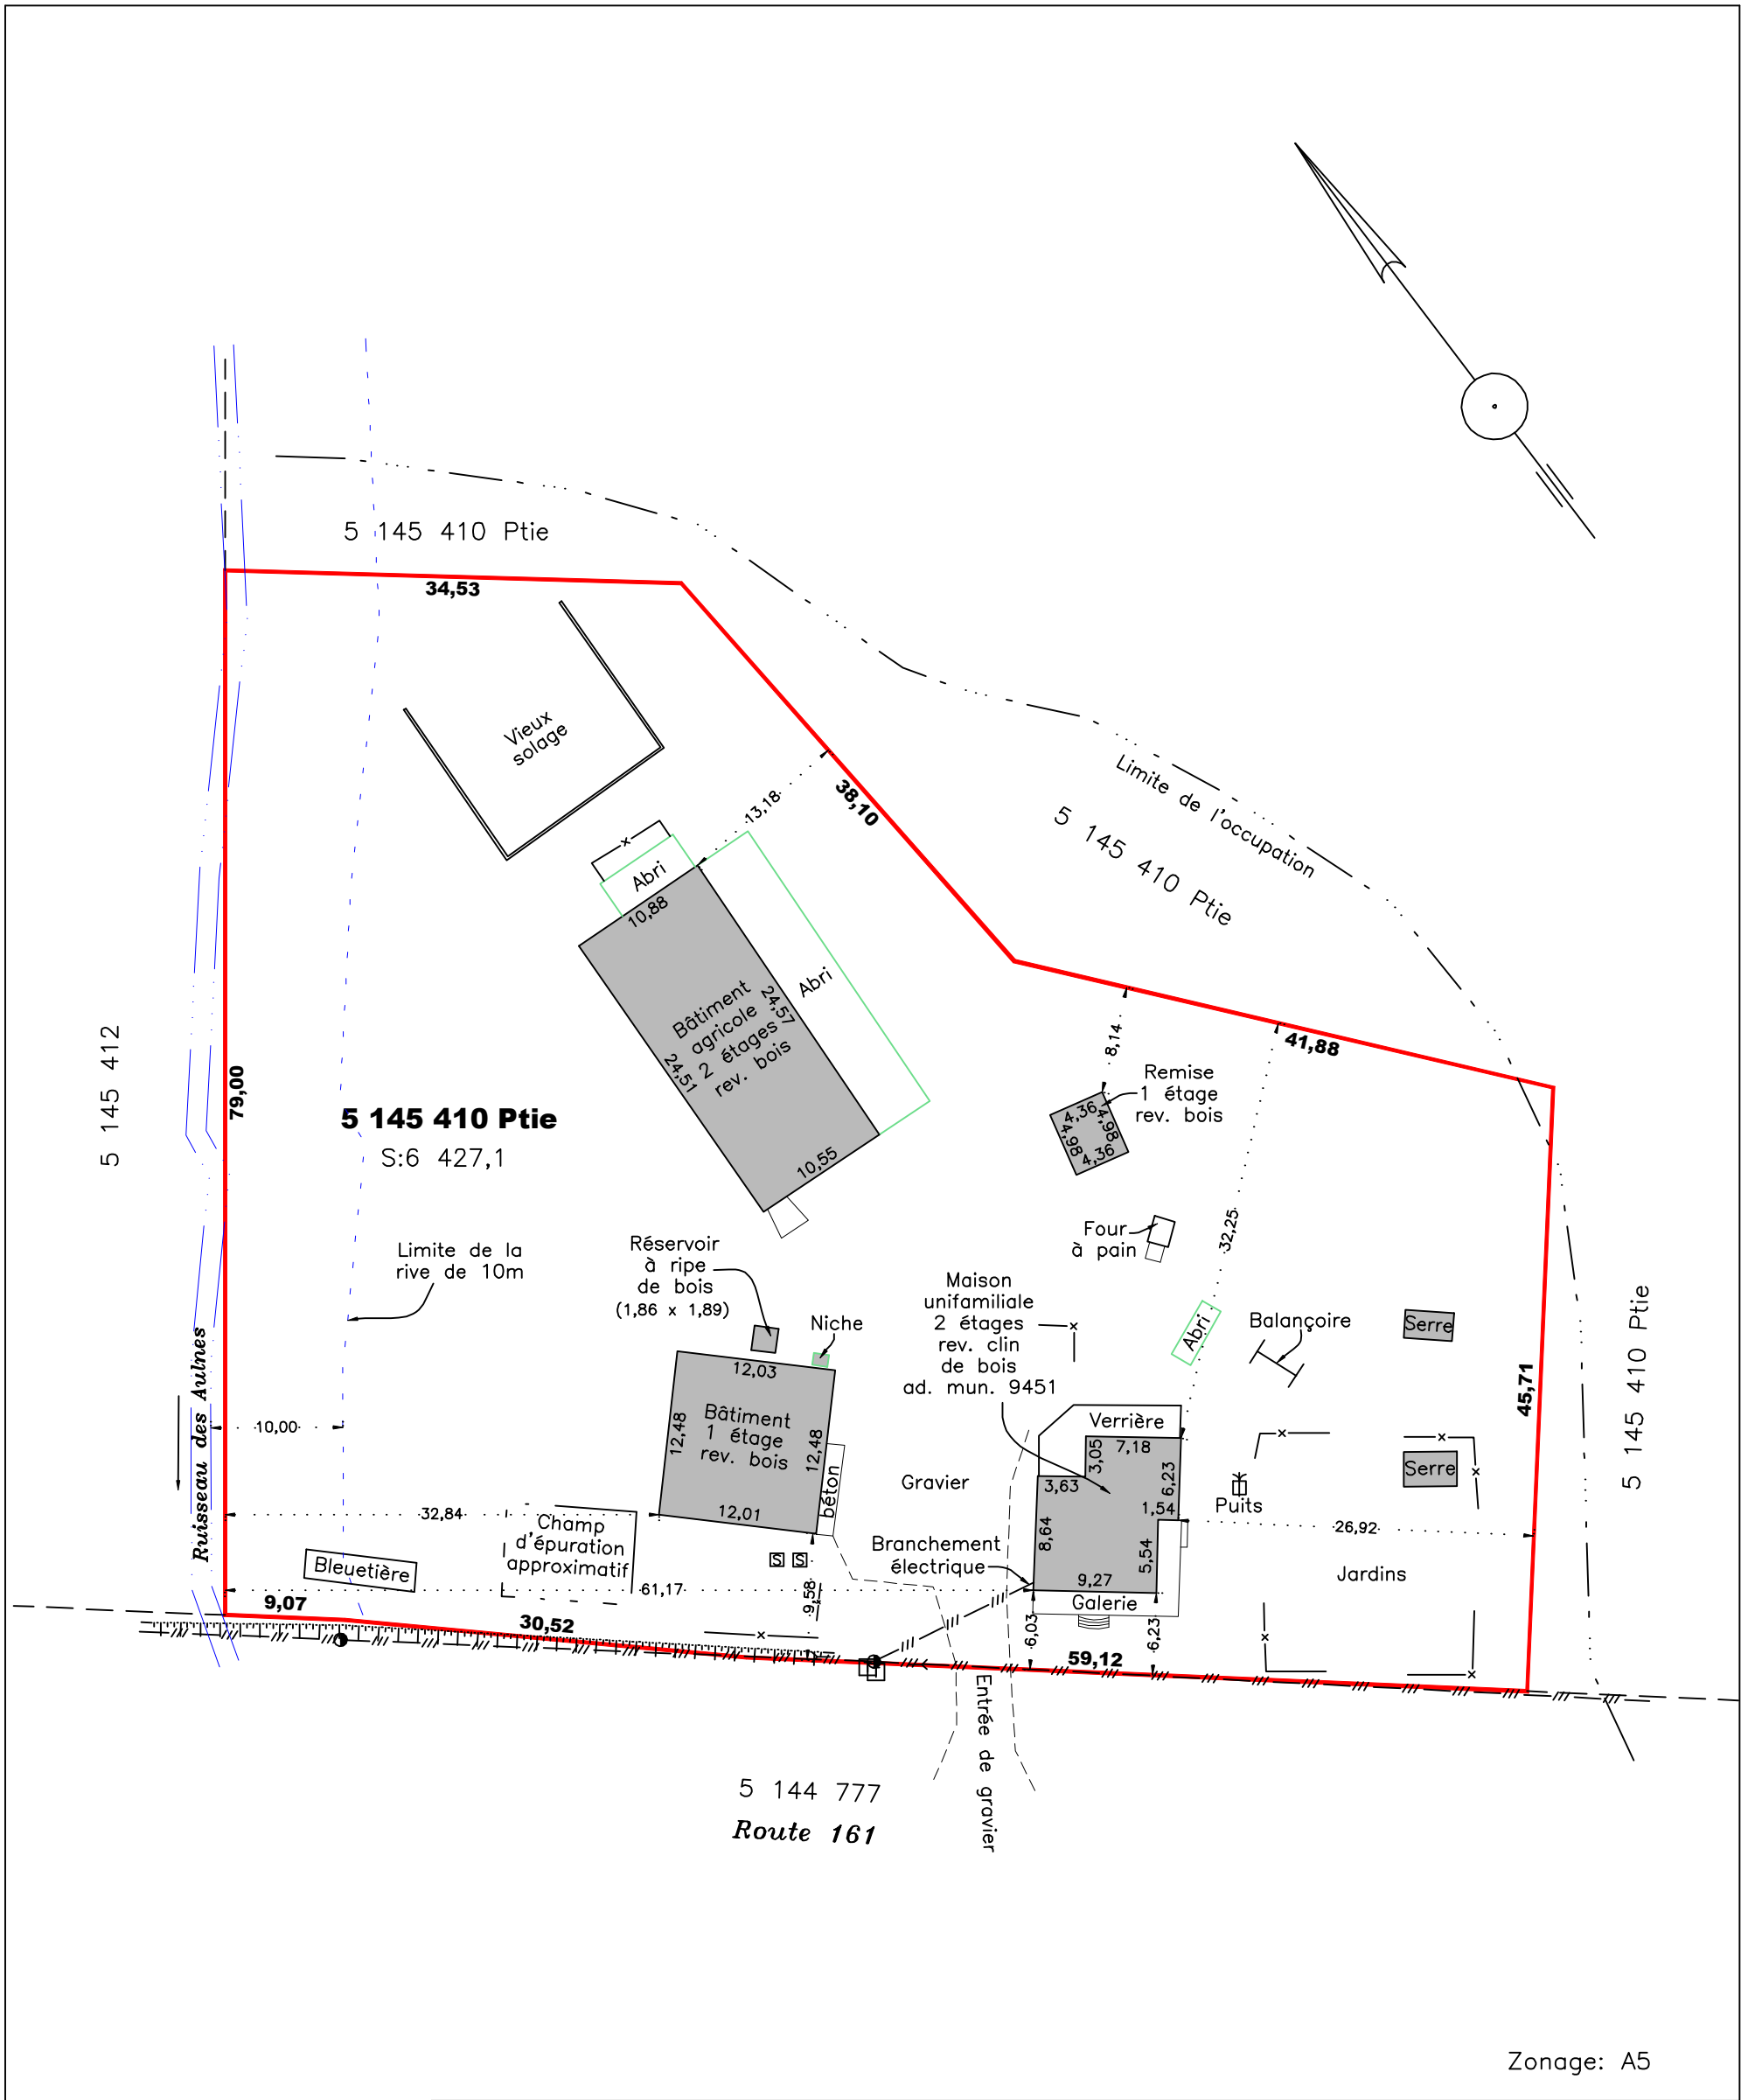 5 145 410 Ptie
34,53
Vieux
solage
13,18
38,10
Limite de l'occupation
5 145 410 Ptie
Abri
10,88
Abri
Bâtiment
agricole
2 étages
rev. bois
24,57
24,51
10,55
8,14
41,88
Remise
1 étage
rev. bois
4,36
4,98
4,98
4,36
5 145 412
79,00
5 145 410 Ptie
S:6 427,1
32,25
Four
à pain
Limite de la
rive de 10m
Réservoir
à ripe
de bois
(1,86 x 1,89)
Niche
Maison
unifamiliale
2 étages
rev. clin
de bois
ad. mun. 9451
Abri
Balançoire
Serre
5 145 410 Ptie
45,71
Ruisseau des Aulnes
10,00
12,03
Bâtiment
1 étage
rev. bois
12,48
12,48
12,01
béton
Verrière
7,18
3,05
3,63
6,23
1,54
8,64
5,54
9,27
Galerie
Gravier
Puits
Serre
32,84
Champ
d'épuration
approximatif
S S
Branchement
électrique
26,92
Jardins
Bleuetière
61,17
9,58
9,07
30,52
6,03
6,23
59,12
Entrée de gravier
5 144 777
Route 161
Zonage: A5